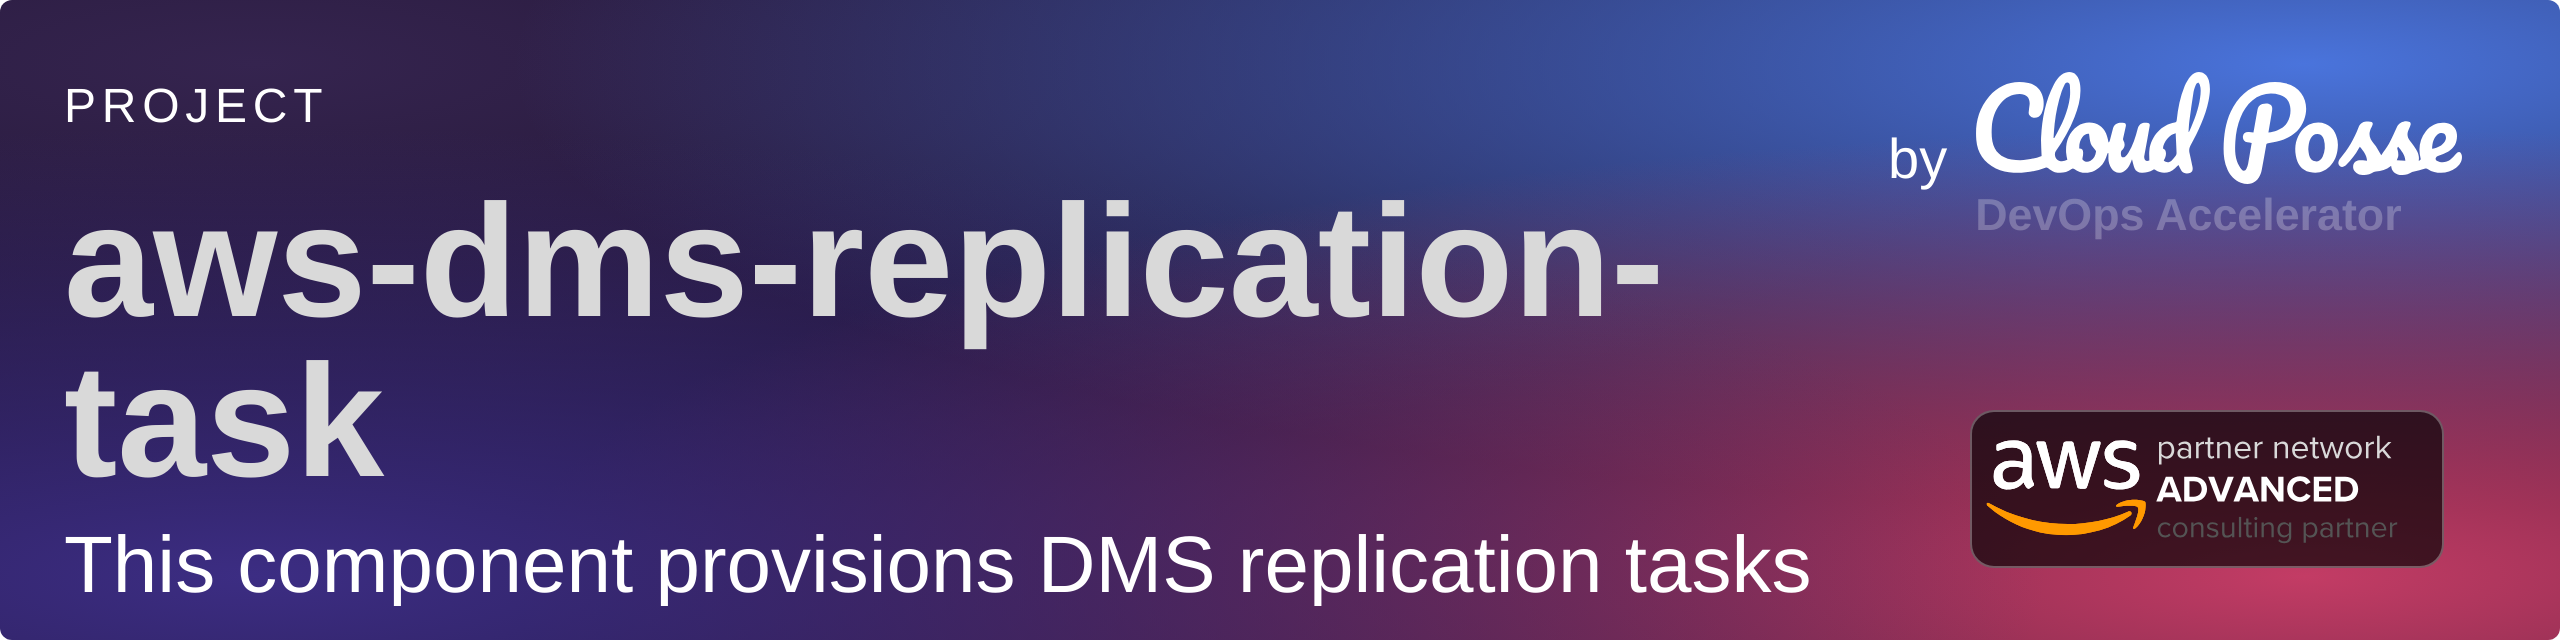 PROJECT
by Cloud Posse
DevOps Accelerator
aws-dms-replication-
task
This component provisions DMS replication tasks
aws partner network
ADVANCED
consulting partner